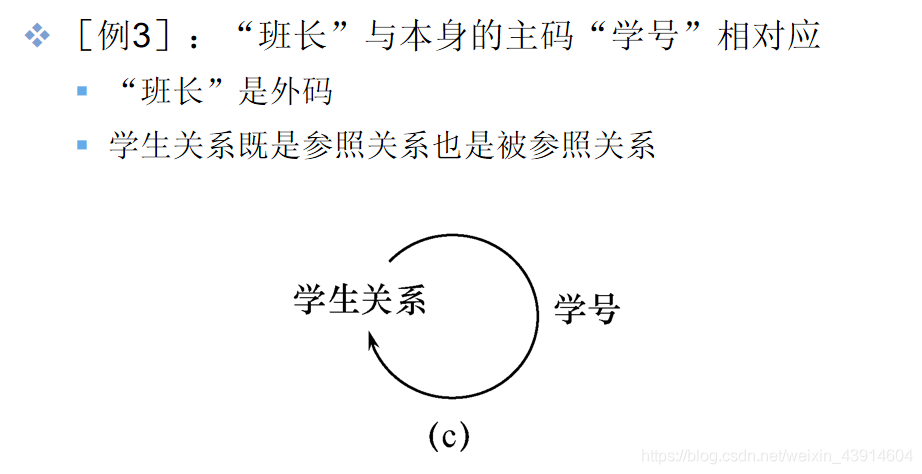 [例3]:“班长”与本身的主码“学号”相对应
“班长”是外码
学生关系既是参照关系也是被参照关系
学生关系
学号
(c)
https://blog.csdn.net/weixin_43914604